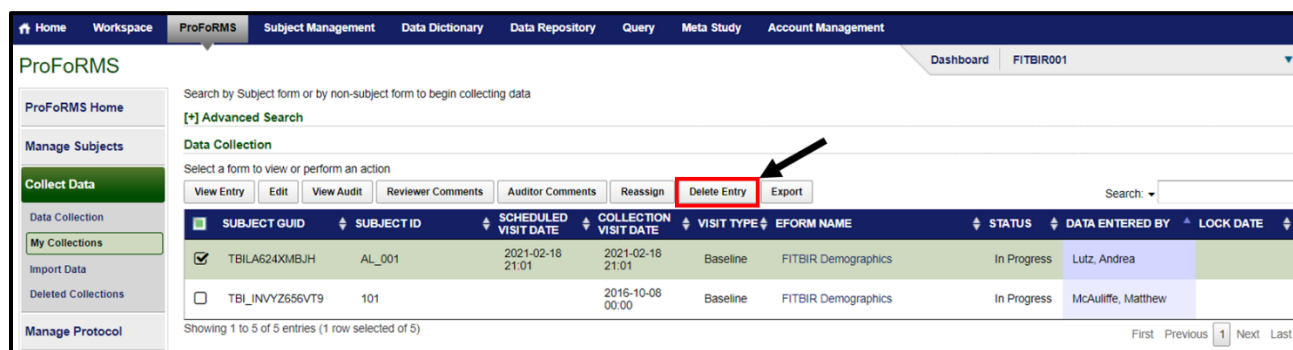 Home Workspace ProFoRMS Subject Management Data Dictionary Data Repository Query Meta Study Account Management
Dashboard FITBIR001
ProFoRMS
ProFoRMS Home
Manage Subjects
Collect Data
Data Collection
My Collections
Import Data
Deleted Collections
Manage Protocol
Search by Subject form or by non-subject form to begin collecting data
[+] Advanced Search
Data Collection
Select a form to view or perform an action
View Entry Edit View Audit Reviewer Comments Auditor Comments Reassign Delete Entry Export Search:
SUBJECT GUID SUBJECT ID SCHEDULED VISIT DATE COLLECTION VISIT DATE VISIT TYPE EFORM NAME STATUS DATA ENTERED BY LOCK DATE
TBILA624XMBJH AL_001 2021-02-18 21:01 2021-02-18 21:01 Baseline FITBIR Demographics In Progress Lutz, Andrea
TBI_INVYZ656VT9 101 2016-10-08 00:00 Baseline FITBIR Demographics In Progress McAuliffe, Matthew
Showing 1 to 5 of 5 entries (1 row selected of 5)
First Previous 1 Next Last